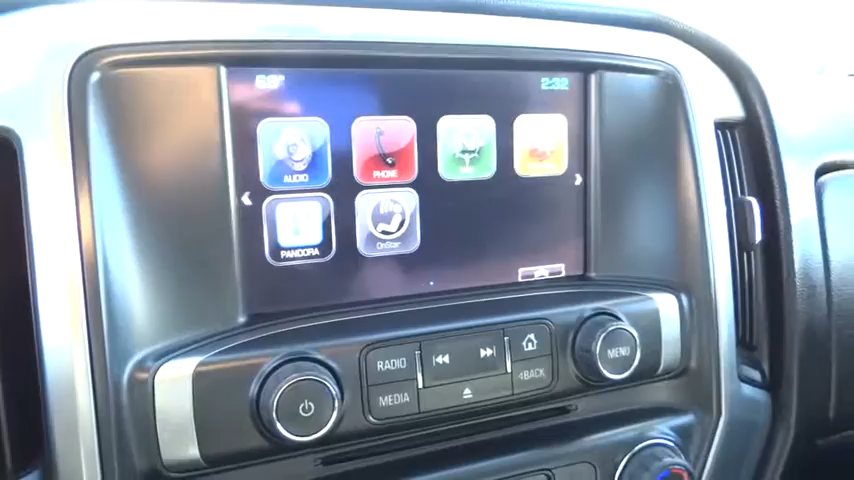 2:32
AUDIO
PHONE
PANDORA
OnStar
RADIO
MEDIA
BACK
MENU